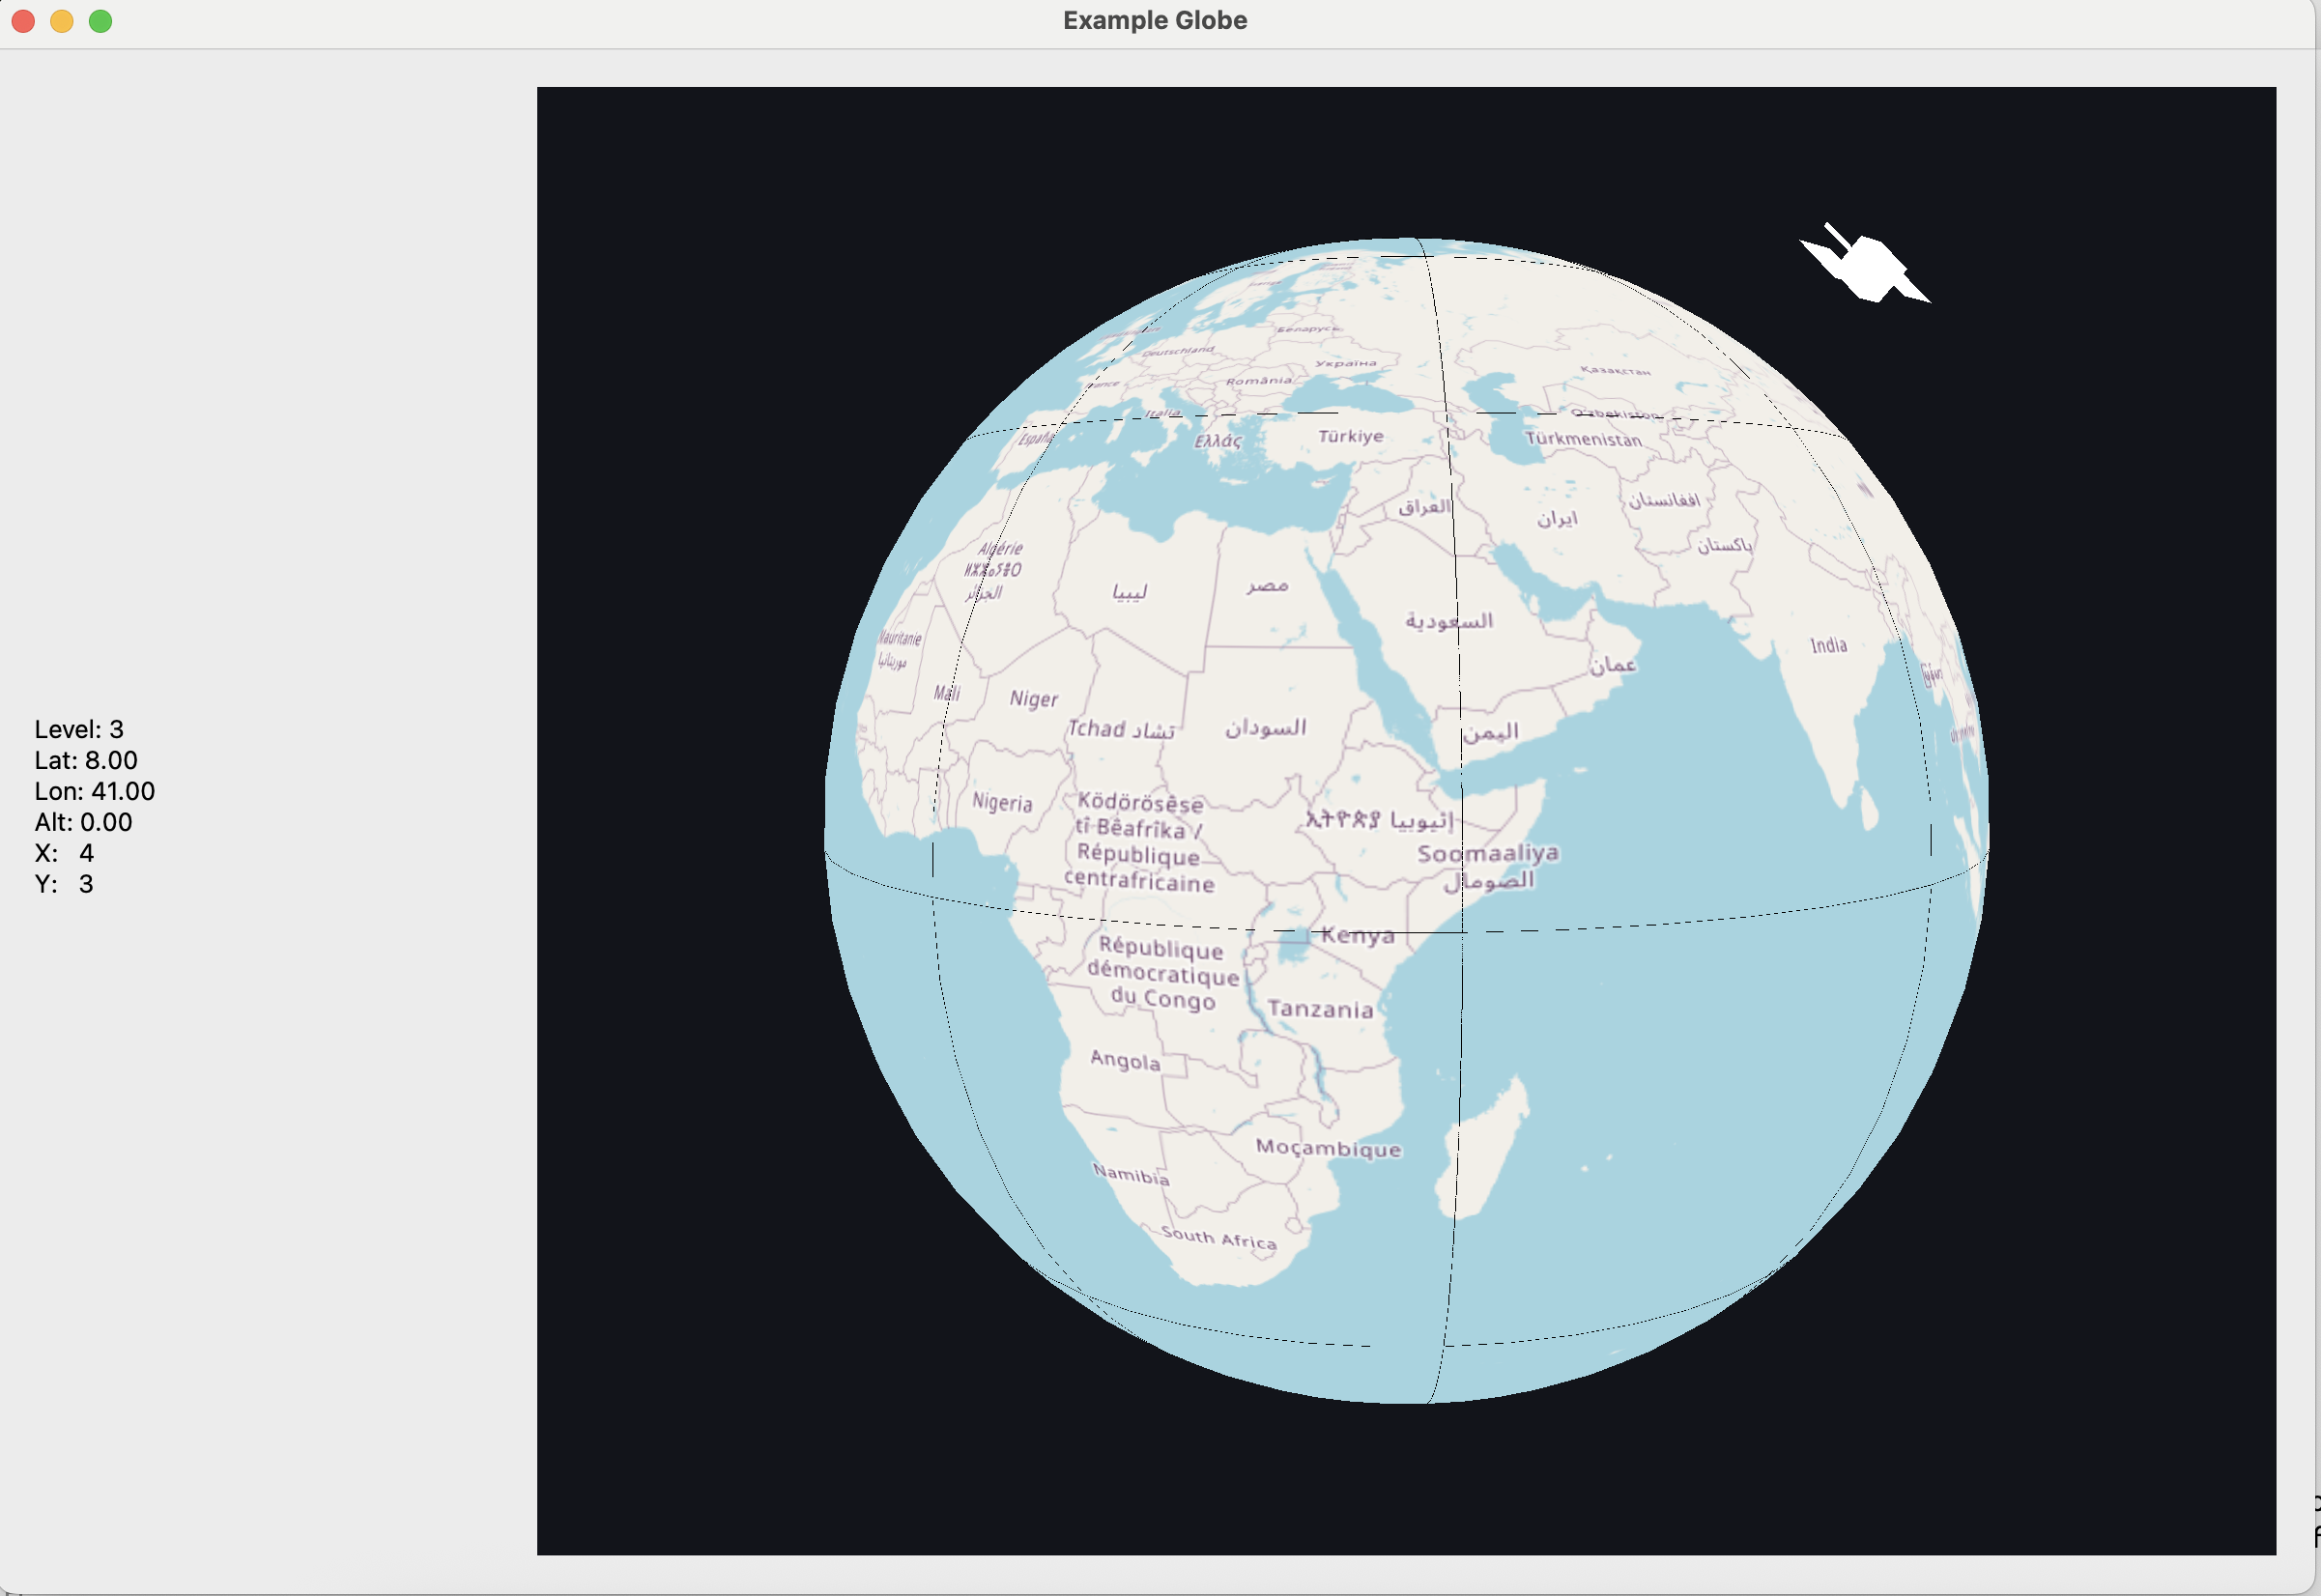 Example Globe
Level: 3
Lat: 8.00
Lon: 41.00
Alt: 0.00
X: 4
Y: 3
Беларусь
Deutschland
Україна
France
România
Қазақстан
Italia
O'zbekiston
España
Ελλάς
Türkiye
Türkmenistan
العراق
ایران
افغانستان
پاکستان
Algérie
ⵍⵣⵣⴰⵢⴻⵔ
الجزائر
ليبيا
مصر
السعودية
عمان
India
Mauritanie
موريتانيا
Mali
Niger
Tchad تشاد
السودان
اليمن
Nigeria
Ködörösêse
tî Bêafrîka /
République
centrafricaine
ኢትዮጵያ إثيوبيا
Soomaaliya
الصومال
Kenya
République
démocratique
du Congo
Tanzania
Angola
Moçambique
Namibia
South Africa